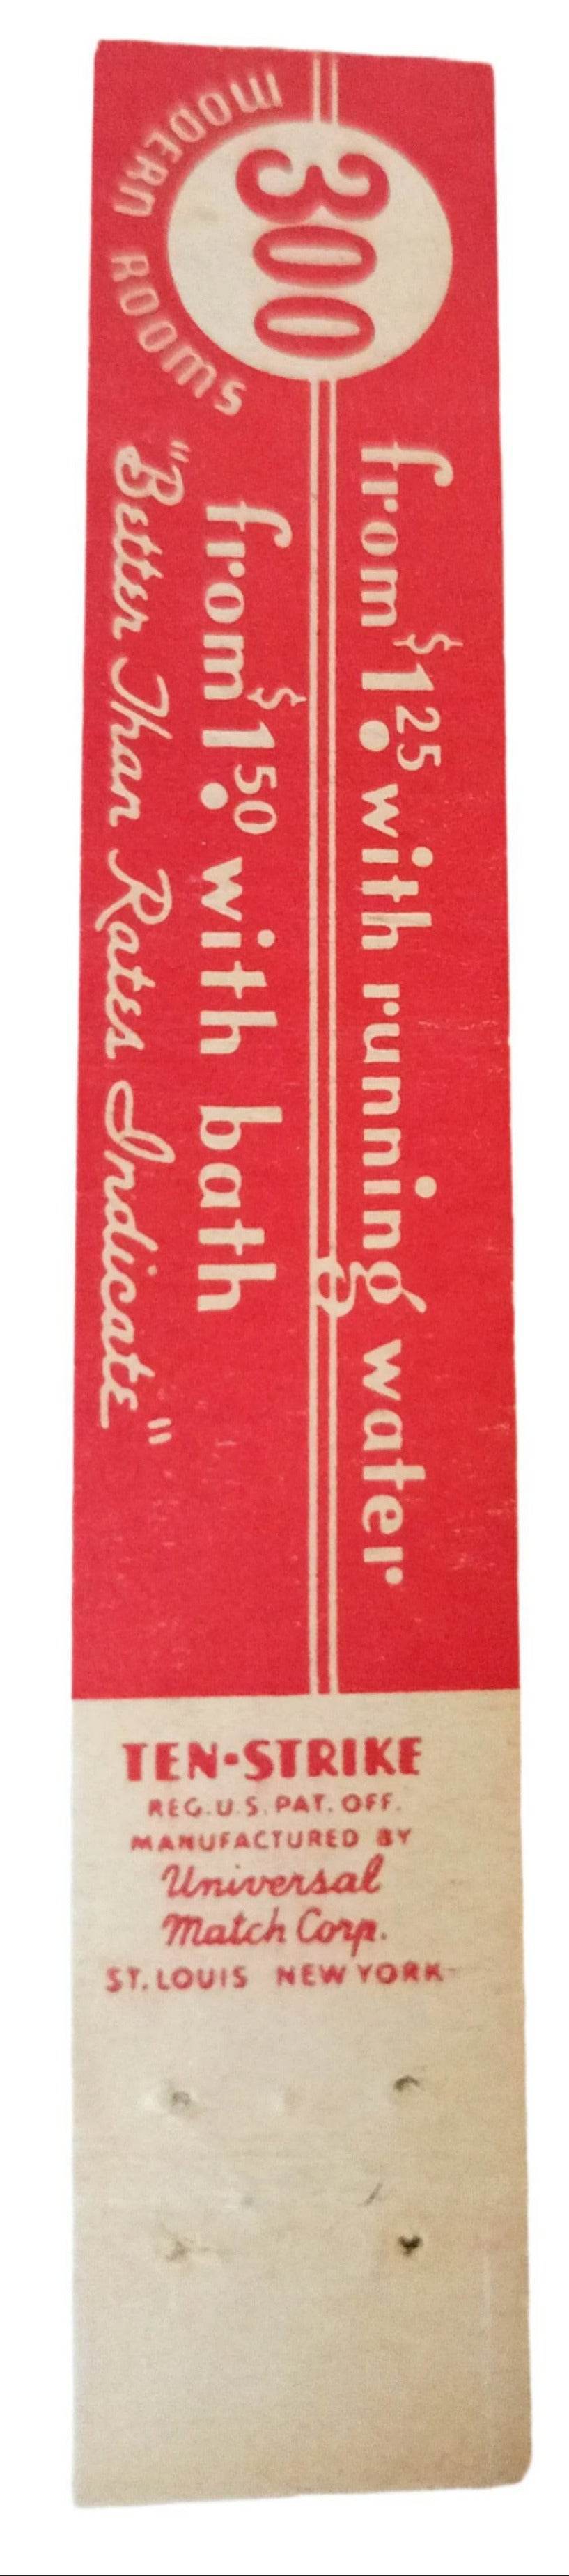 300
MODERN ROOMS
from $1.25 with running water
from $1.50 with bath
"Better Than Rates Indicate"
TEN-STRIKE
REG. U.S. PAT. OFF.
MANUFACTURED BY
Universal
Match Corp.
ST. LOUIS NEW YORK